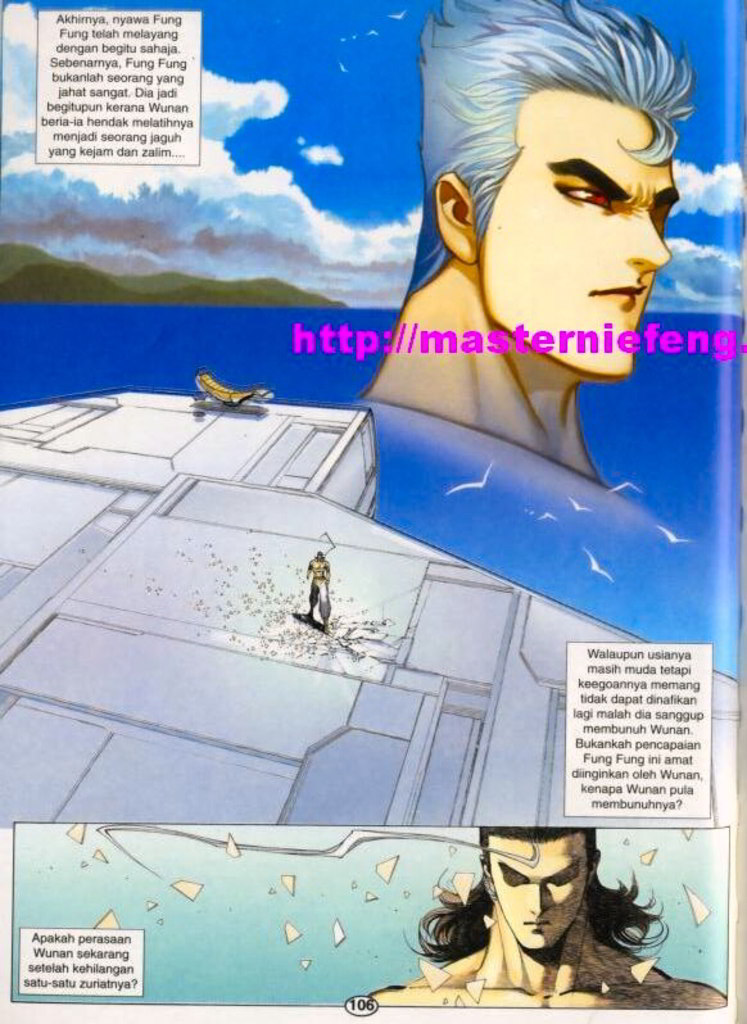 Akhirnya, nyawa Fung
Fung telah melayang
dengan begitu sahaja.
Sebenarnya, Fung Fung
bukanlah seorang yang
jahat sangat. Dia jadi
begitupun kerana Wunan
beria-ia hendak melatihnya
menjadi seorang jaguh
yang kejam dan zalim....
http://masterniefeng.
Walaupun usianya
masih muda tetapi
keegoannya memang
tidak dapat dinafikan
lagi malah dia sanggup
membunuh Wunan.
Bukankah pencapaian
Fung Fung ini amat
diinginkan oleh Wunan,
kenapa Wunan pula
membunuhnya?
Apakah perasaan
Wunan sekarang
setelah kehilangan
satu-satu zuriatnya?
106